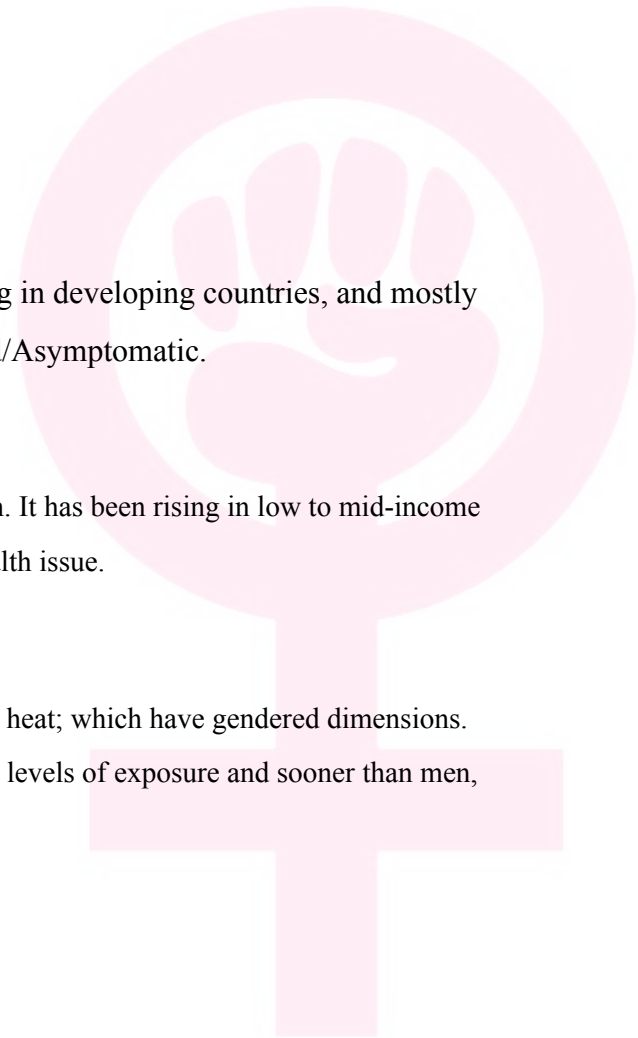 in developing countries, and mostly
/Asymptomatic.
. It has been rising in low to mid-income
issue.
heat; which have gendered dimensions.
levels of exposure and sooner than men,